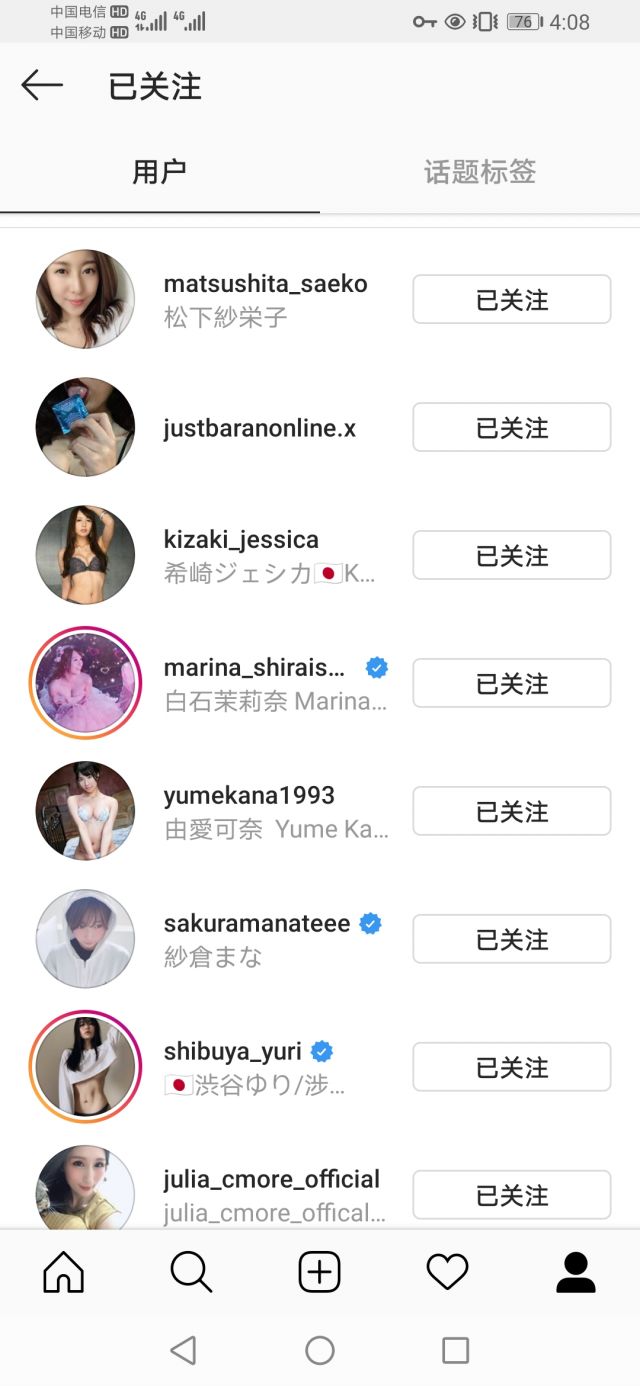 中国电信 HD 4G 4G
中国移动 HD
76 4:08
已关注
用户 话题标签
matsushita_saeko
松下紗栄子
已关注
justbaranonline.x
已关注
kizaki_jessica
希崎ジェシカ🇯🇵K...
已关注
marina_shirais...
白石茉莉奈 Marina...
已关注
yumekana1993
由愛可奈 Yume Ka...
已关注
sakuramanateee
紗倉まな
已关注
shibuya_yuri
🇯🇵渋谷ゆり/涉...
已关注
julia_cmore_official
julia_cmore_offical...
已关注